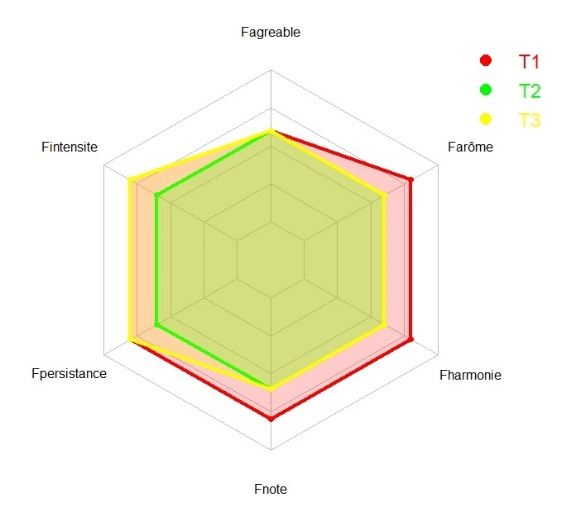 Fagreable
T1
T2
T3
Fintensite
Farôme
Fpersistance
Fharmonie
Fnote